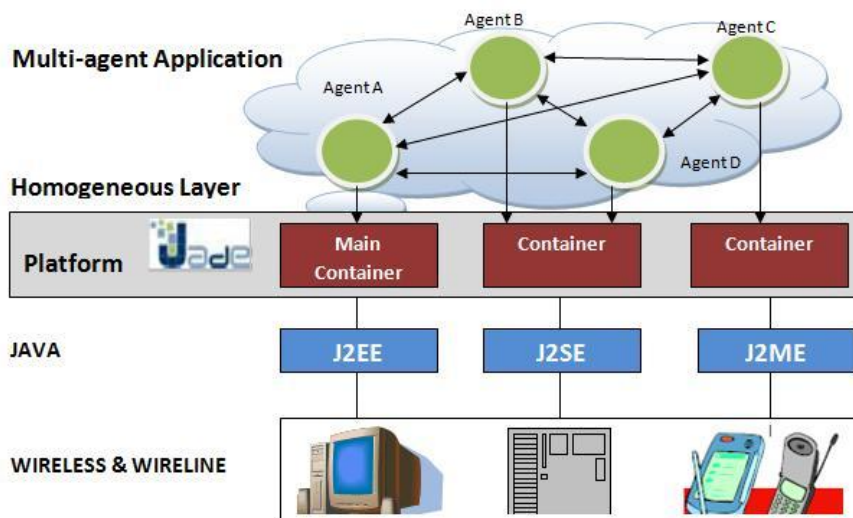 Agent B
Agent C
Multi-agent Application
Agent A
Agent D
Homogeneous Layer
Platform
Jade
Main
Container
Container
Container
JAVA
J2EE
J2SE
J2ME
WIRELESS & WIRELINE